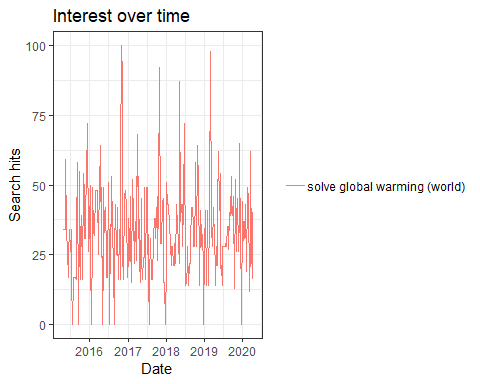 Interest over time
100
75
50
25
0
Search hits
2016 2017 2018 2019 2020
Date
solve global warming (world)